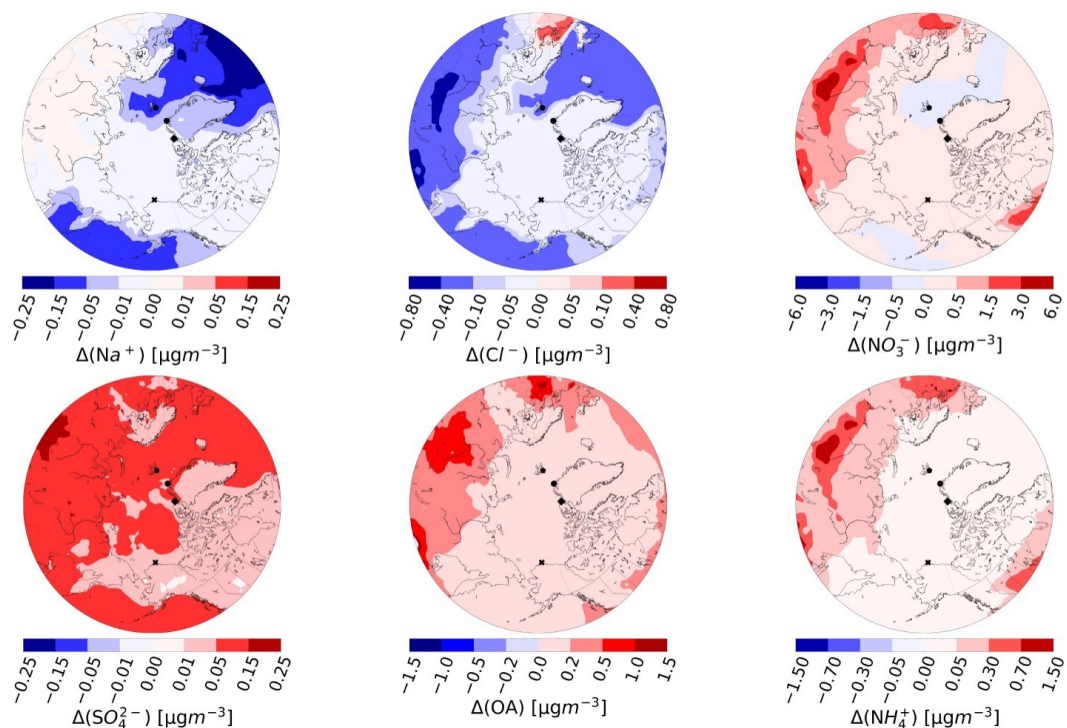 −0.25 −0.15 −0.05 −0.01 0.00 0.01 0.05 0.15 0.25
Δ(Na⁺) [µgm⁻³]
−0.80 −0.40 −0.10 −0.05 0.00 0.05 0.10 0.40 0.80
Δ(Cl⁻) [µgm⁻³]
−6.0 −3.0 −1.5 −0.5 0.0 0.5 1.5 3.0 6.0
Δ(NO₃⁻) [µgm⁻³]
−0.25 −0.15 −0.05 −0.01 0.00 0.01 0.05 0.15 0.25
Δ(SO₄²⁻) [µgm⁻³]
−1.5 −1.0 −0.5 −0.2 0.0 0.2 0.5 1.0 1.5
Δ(OA) [µgm⁻³]
−1.50 −0.70 −0.30 −0.05 0.00 0.05 0.30 0.70 1.50
Δ(NH₄⁺) [µgm⁻³]